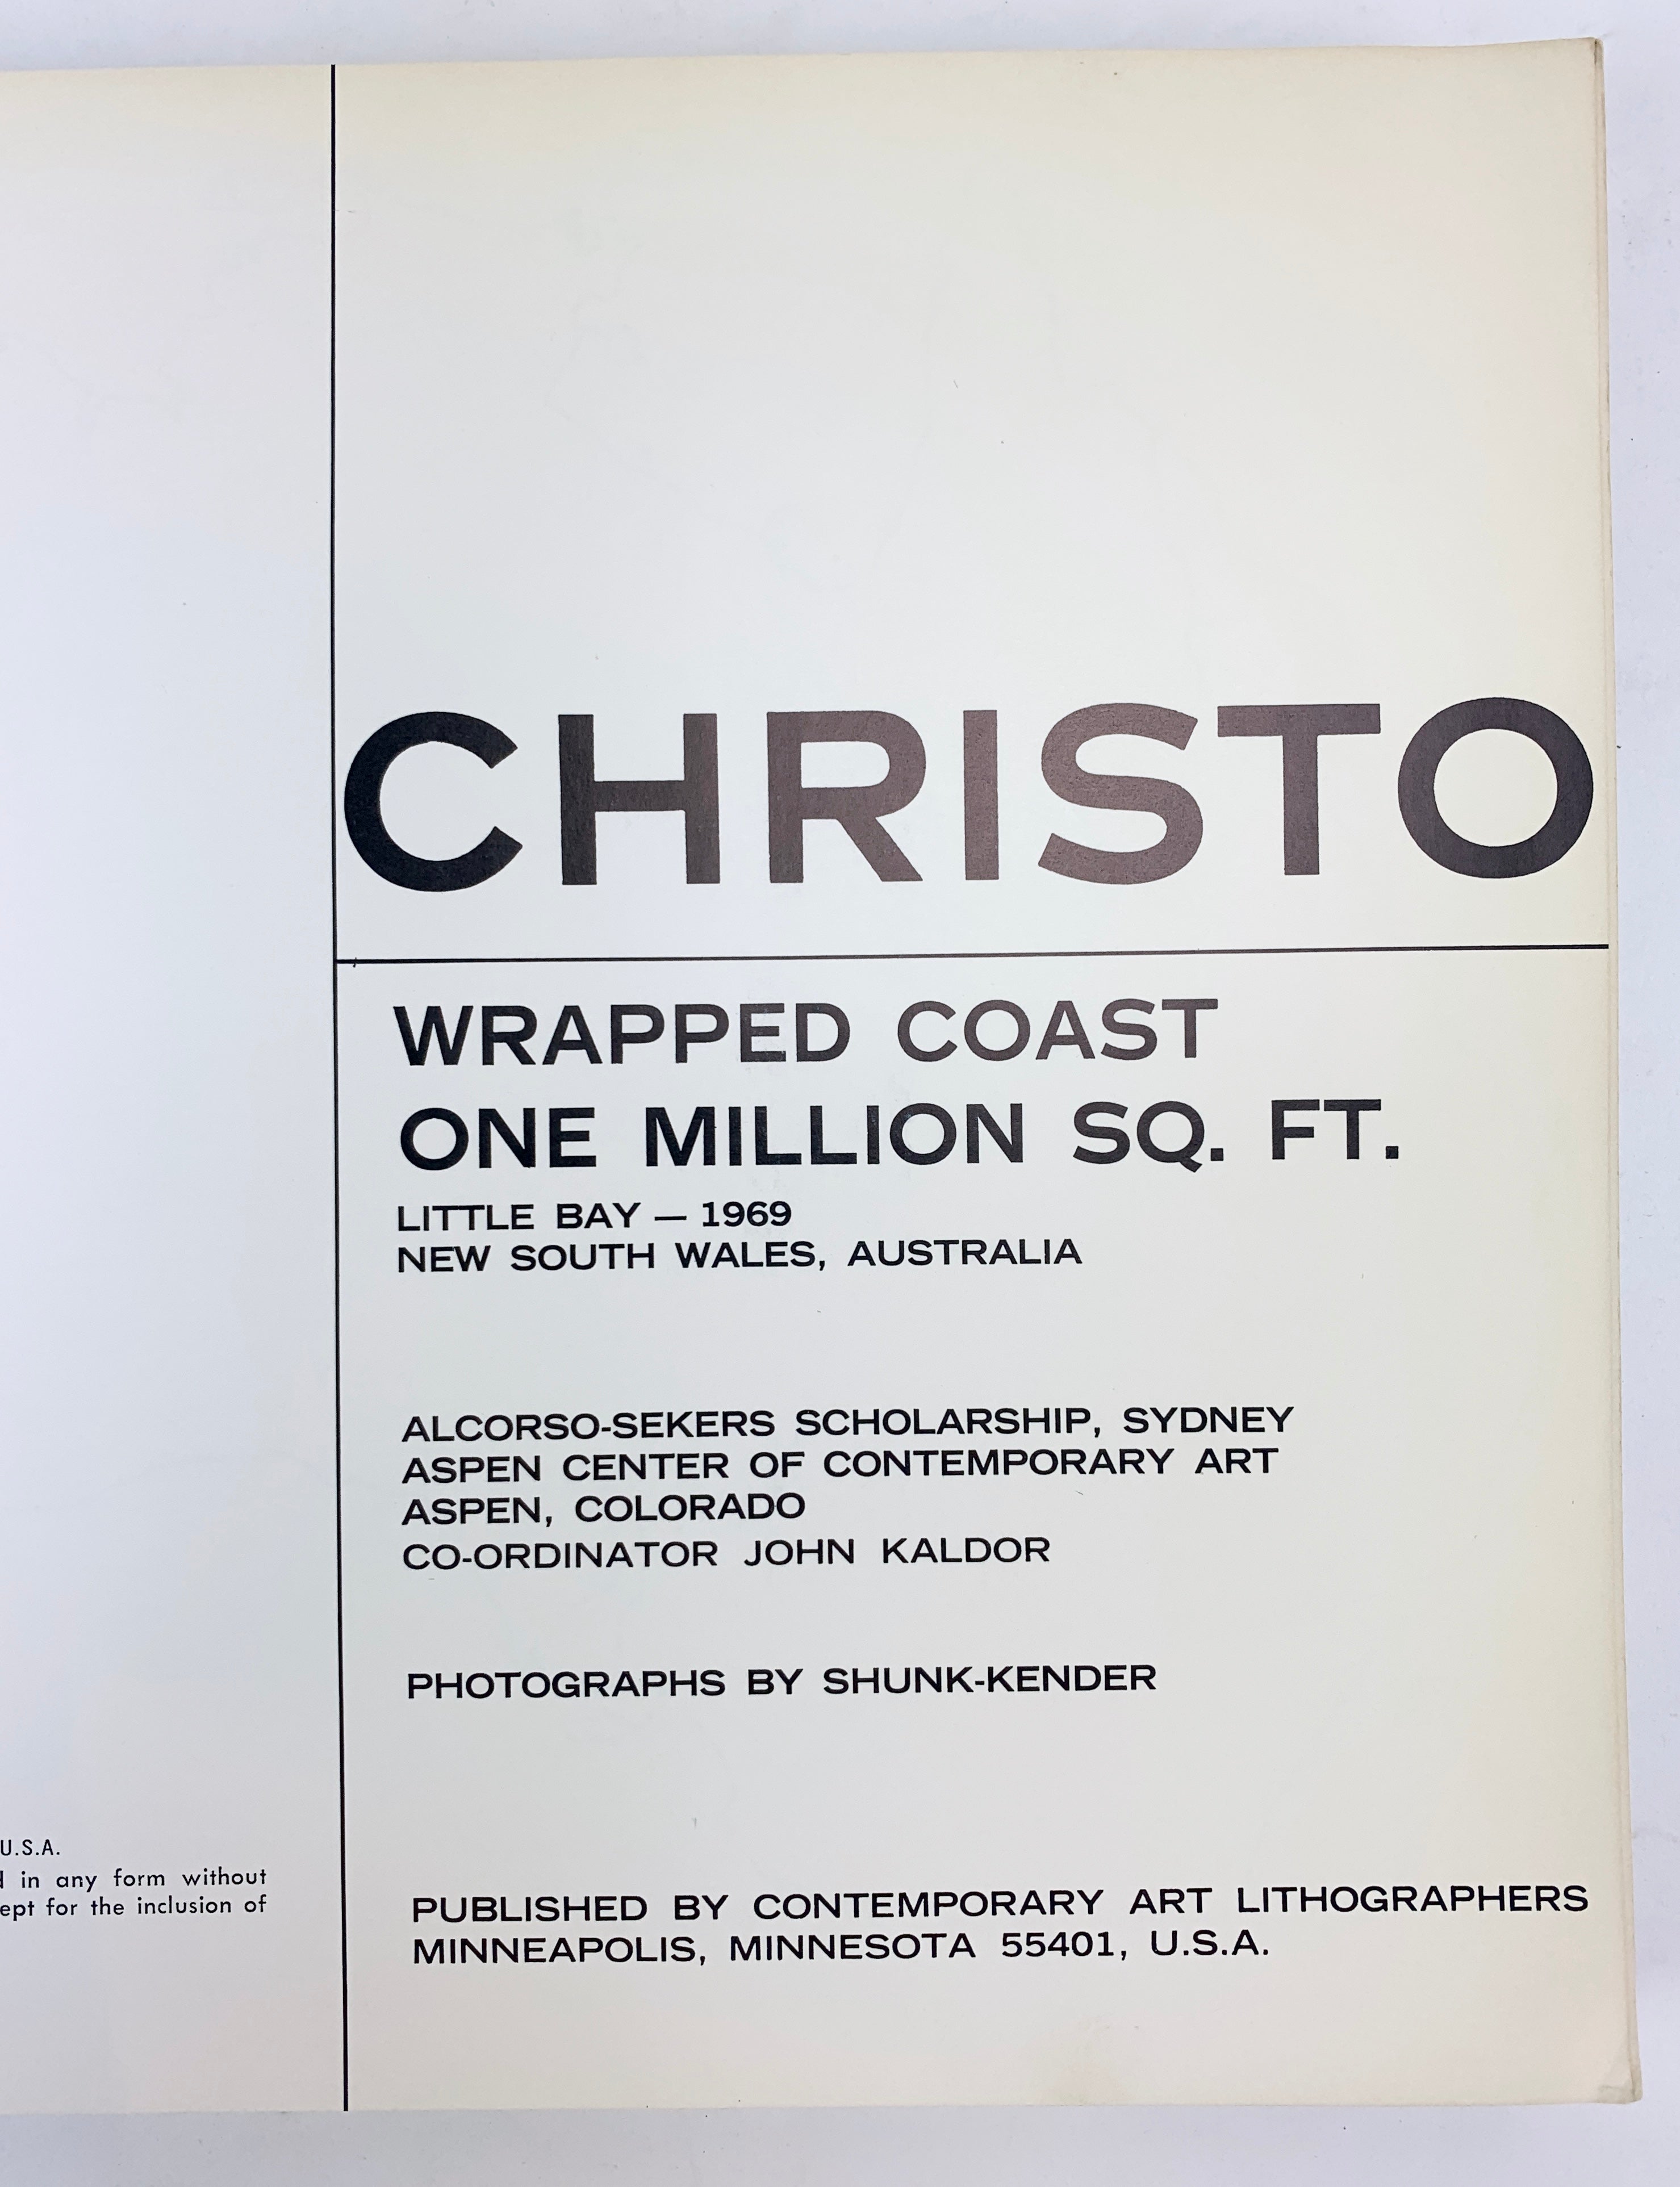 U.S.A.
in any form without
for the inclusion of
CHRISTO
WRAPPED COAST
ONE MILLION SQ. FT.
LITTLE BAY — 1969
NEW SOUTH WALES, AUSTRALIA
ALCORSO-SEKERS SCHOLARSHIP, SYDNEY
ASPEN CENTER OF CONTEMPORARY ART
ASPEN, COLORADO
CO-ORDINATOR JOHN KALDOR
PHOTOGRAPHS BY SHUNK-KENDER
PUBLISHED BY CONTEMPORARY ART LITHOGRAPHERS
MINNEAPOLIS, MINNESOTA 55401, U.S.A.